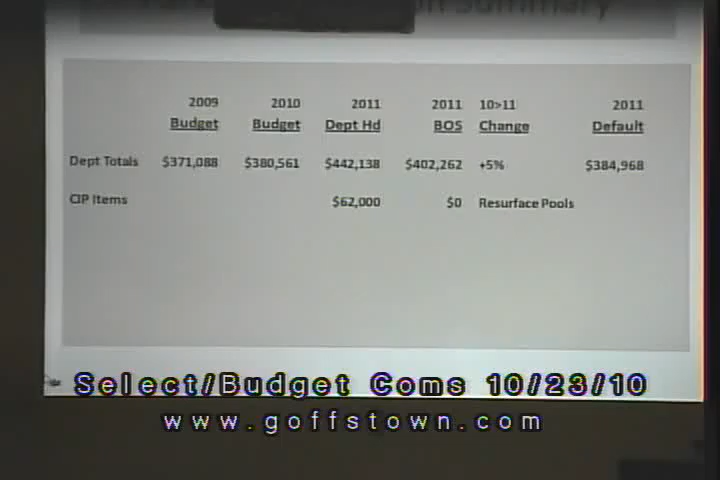 Summary
2009 2010 2011 2011 10>11 2011
Budget Budget Dept Hd BOS Change Default
Dept Totals $371,088 $380,561 $442,138 $402,262 +5% $384,968
CIP Items $62,000 $0 Resurface Pools
Select/Budget Coms 10/23/10
www.goffstown.com